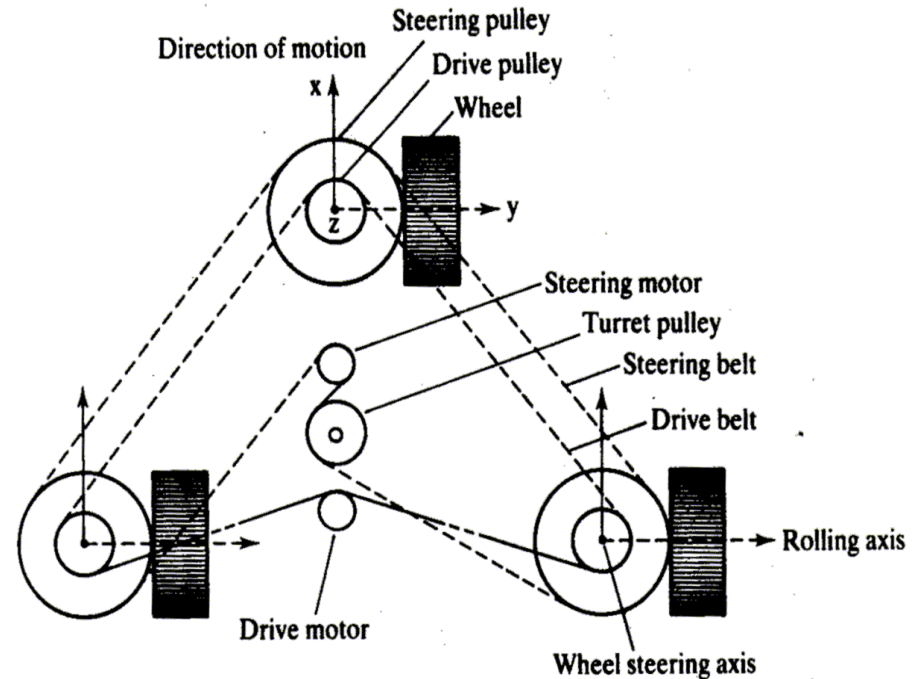 Steering pulley
Direction of motion
Drive pulley
x
Wheel
z
y
Steering motor
Turret pulley
Steering belt
Drive belt
Rolling axis
Drive motor
Wheel steering axis